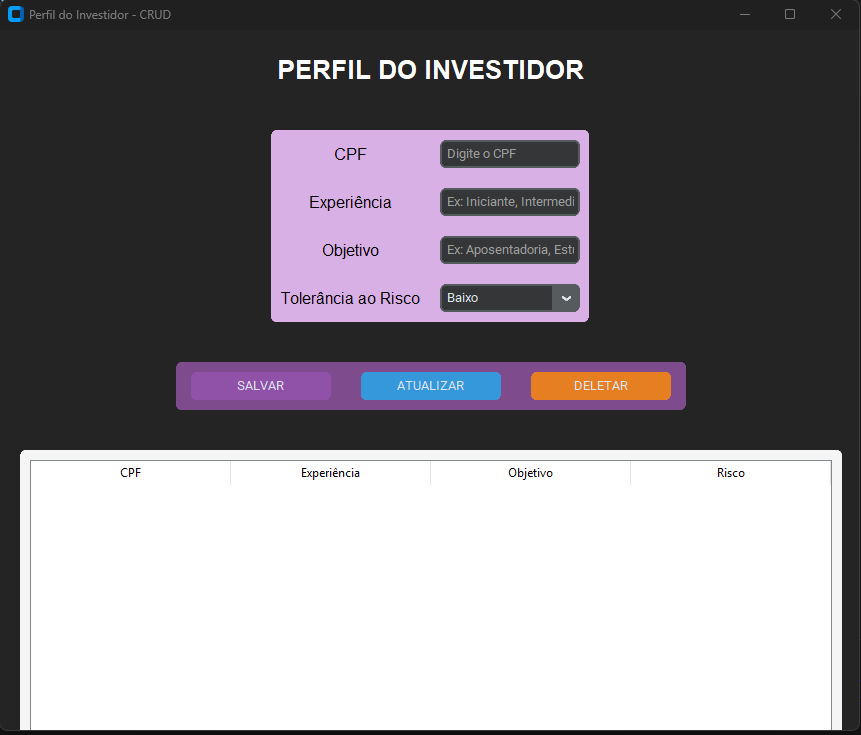 Perfil do Investidor - CRUD
PERFIL DO INVESTIDOR
CPF Digite o CPF
Experiência Ex: Iniciante, Intermedi
Objetivo Ex: Aposentadoria, Estu
Tolerância ao Risco Baixo
SALVAR ATUALIZAR DELETAR
CPF Experiência Objetivo Risco